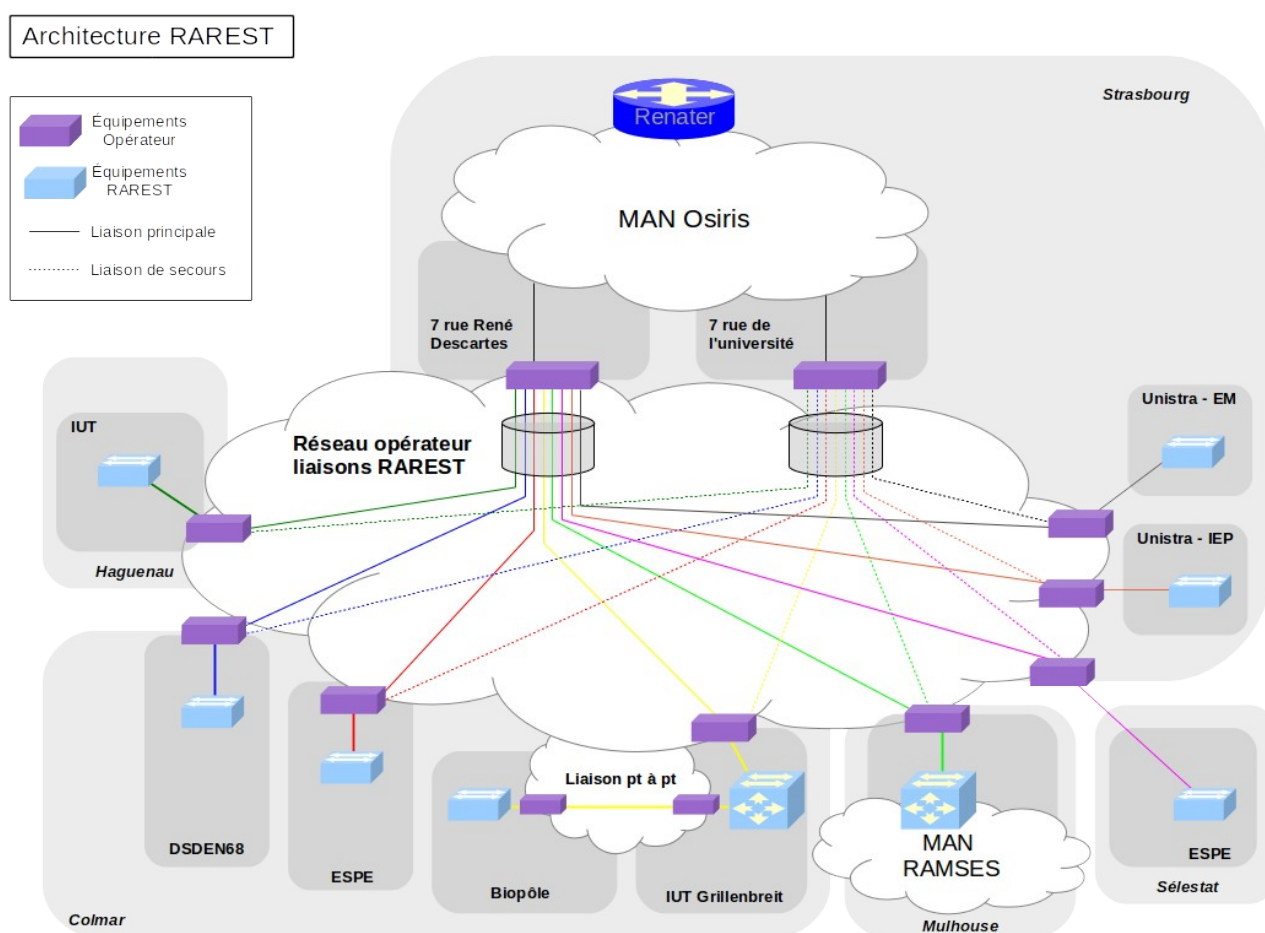 Architecture RAREST
Équipements
Opérateur
Équipements
RAREST
Liaison principale
Liaison de secours
Strasbourg
Renater
MAN Osiris
7 rue René
Descartes
7 rue de
l'université
IUT
Réseau opérateur
liaisons RAREST
Unistra - EM
Unistra - IEP
Haguenau
Liaison pt à pt
DSDEN68
ESPE
Biopôle
IUT Grillenbreit
MAN
RAMSES
ESPE
Sélestat
Colmar
Mulhouse